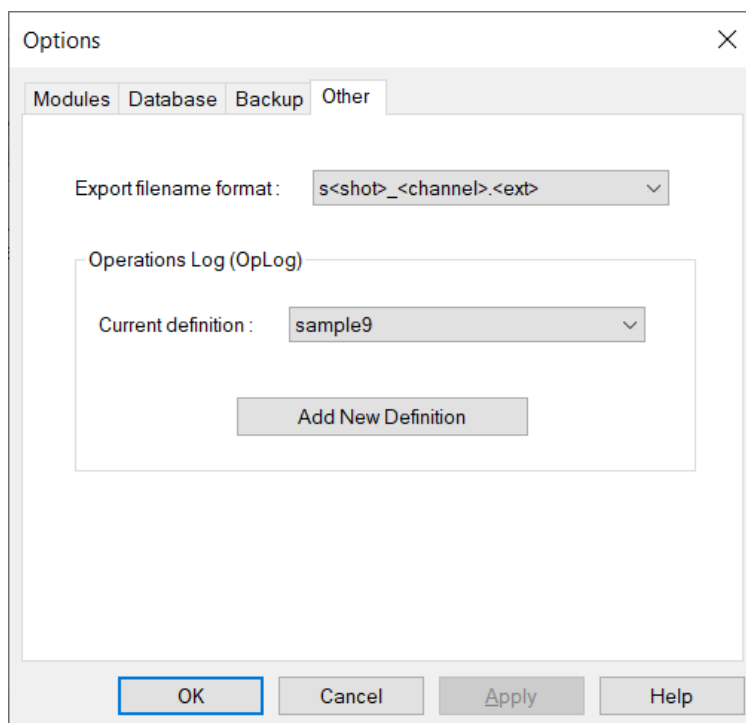 Options
Modules Database Backup Other
Export filename format : s<shot>_<channel>.<ext>
Operations Log (OpLog)
Current definition : sample9
Add New Definition
OK Cancel Apply Help